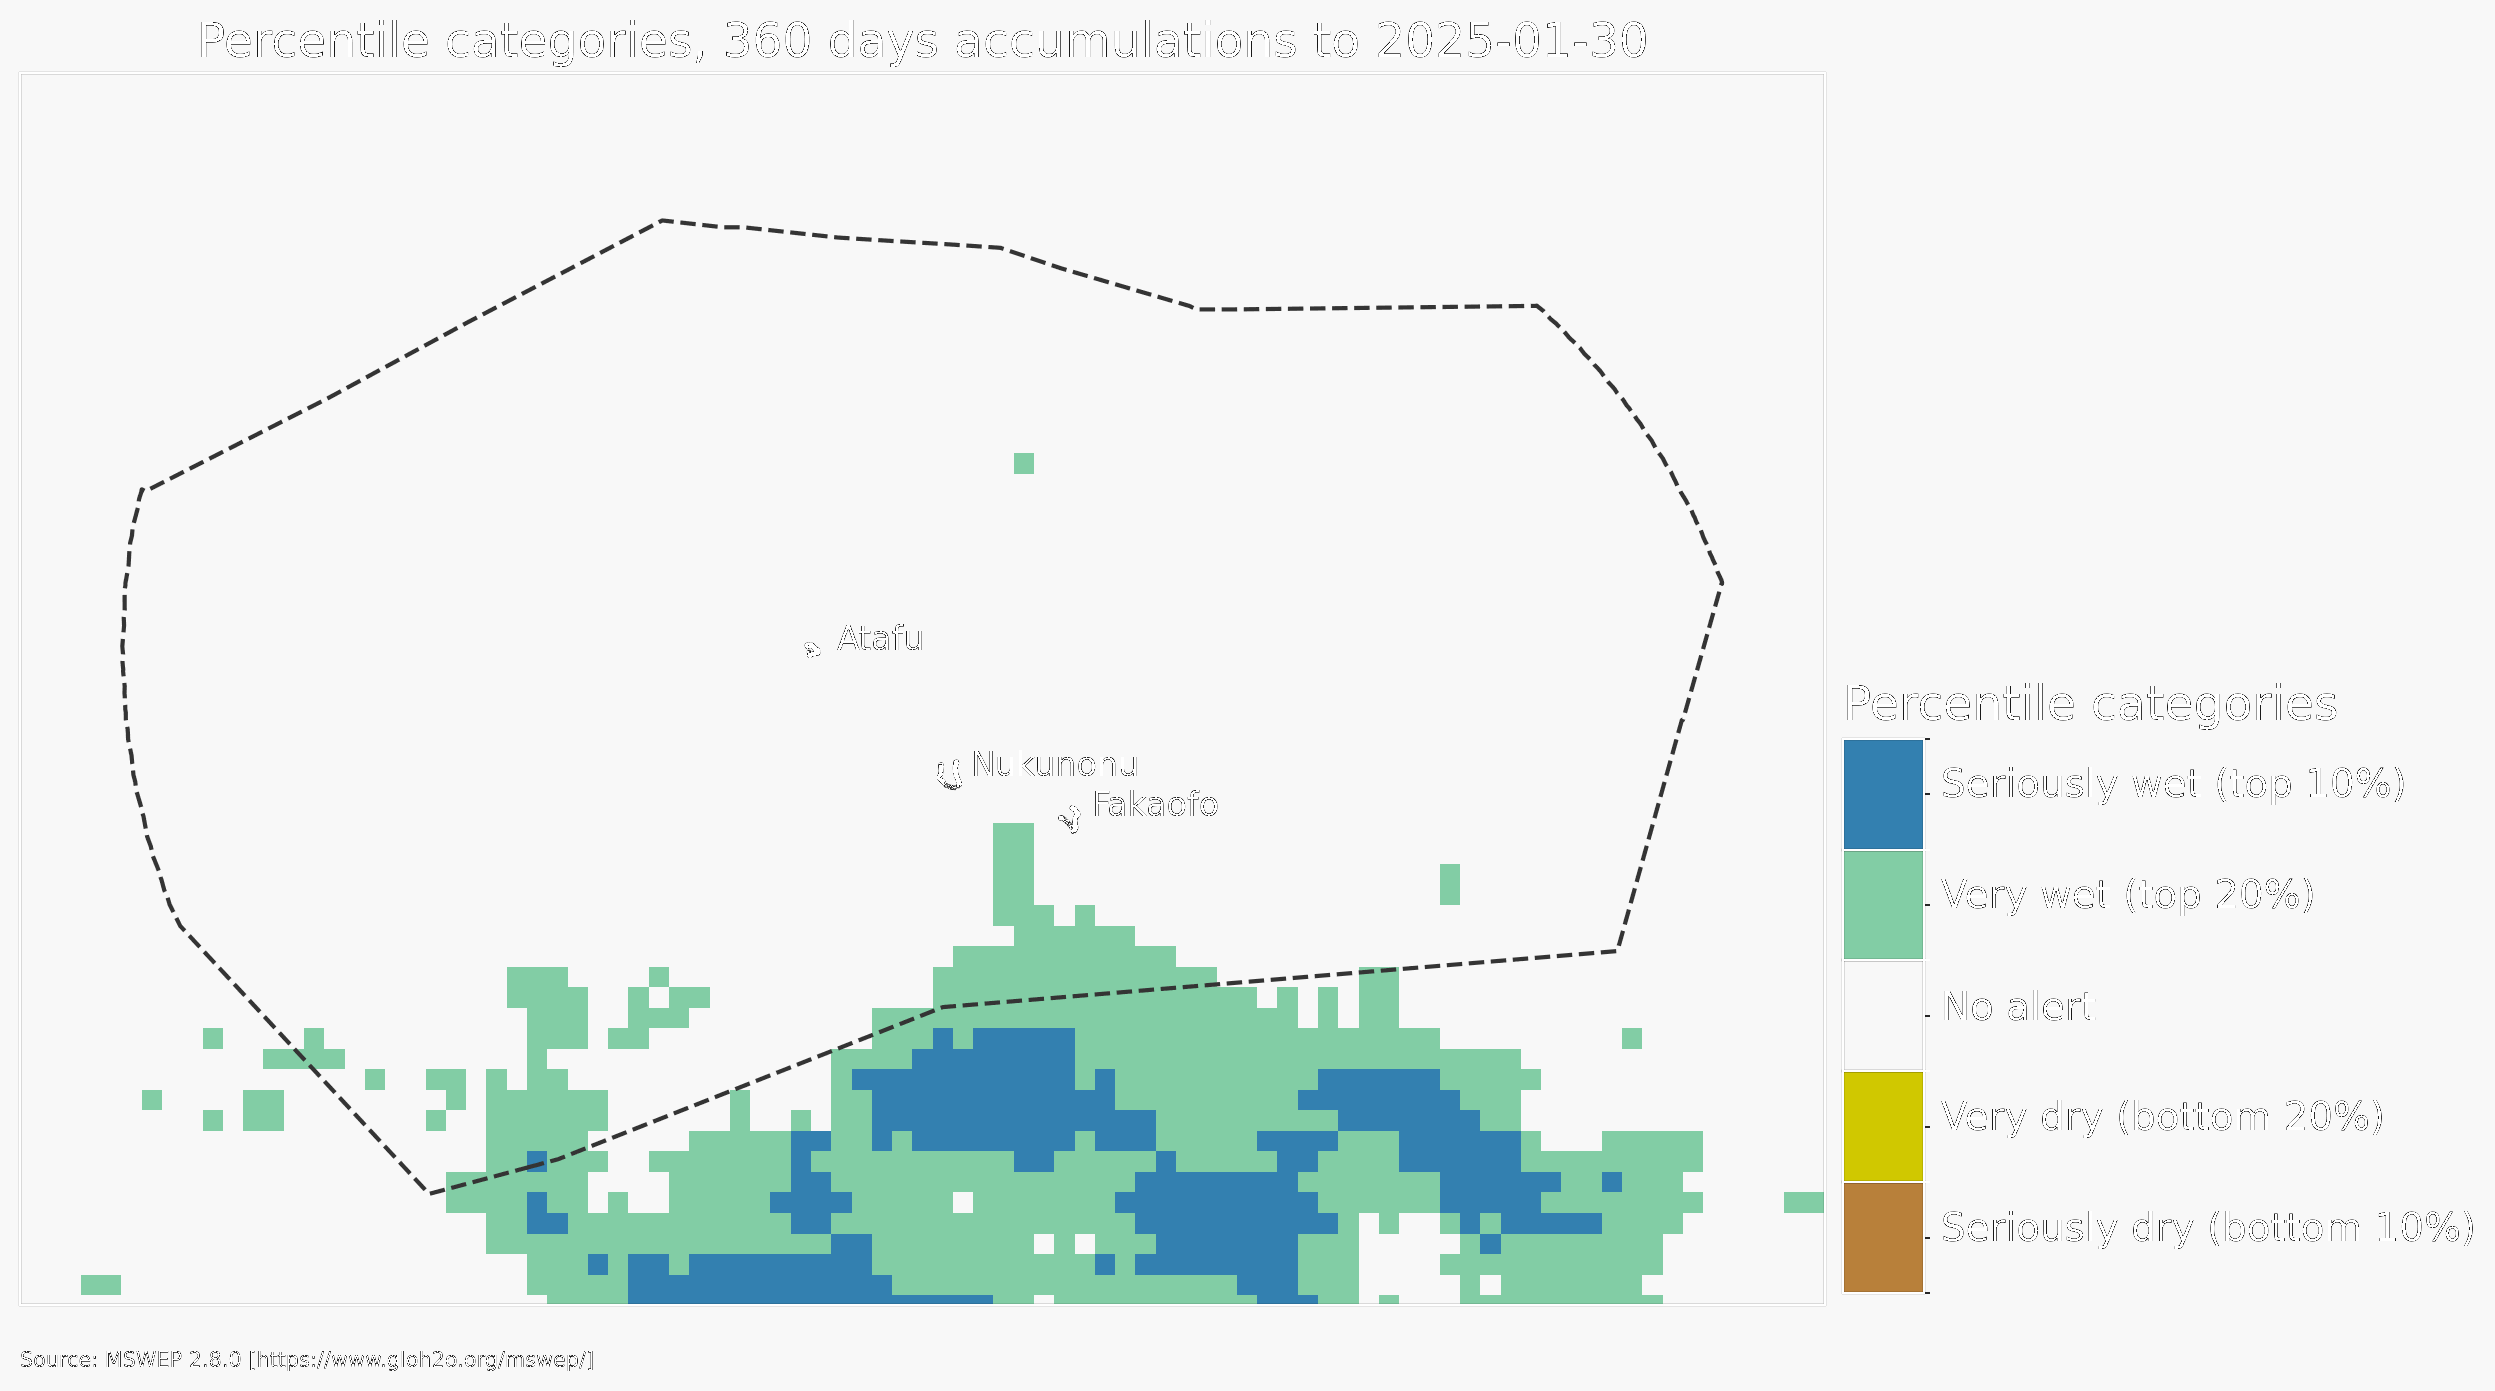 Percentile categories, 360 days accumulations to 2025-01-30
Atafu
Nukunonu
Fakaofo
Percentile categories
Seriously wet (top 10%)
Very wet (top 20%)
No alert
Very dry (bottom 20%)
Seriously dry (bottom 10%)
Source: MSWEP 2.8.0 [https://www.gloh2o.org/mswep/]